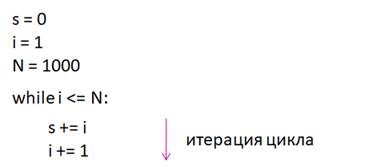 s = 0
i = 1
N = 1000
while i <= N:
s += i
i += 1
итерация цикла